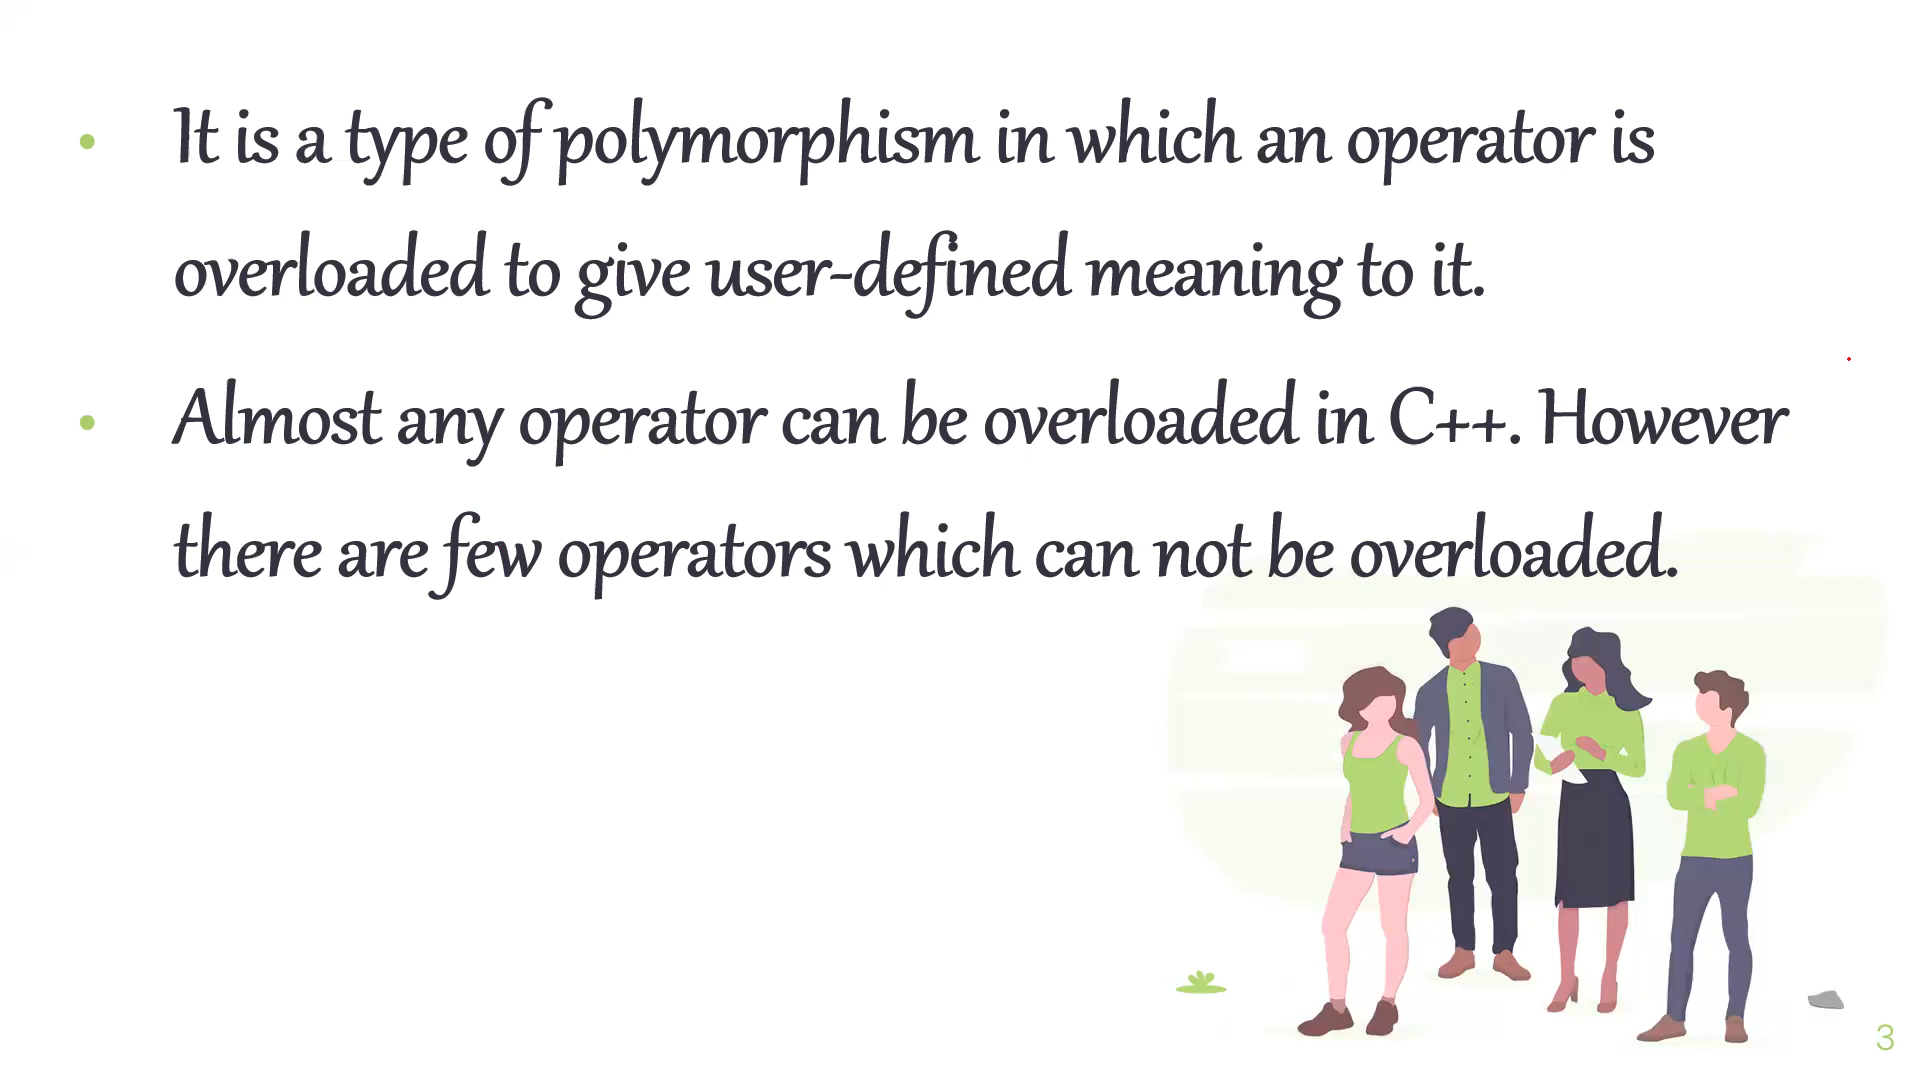 • It is a type of polymorphism in which an operator is
overloaded to give user-defined meaning to it.
• Almost any operator can be overloaded in C++. However
there are few operators which can not be overloaded.
3